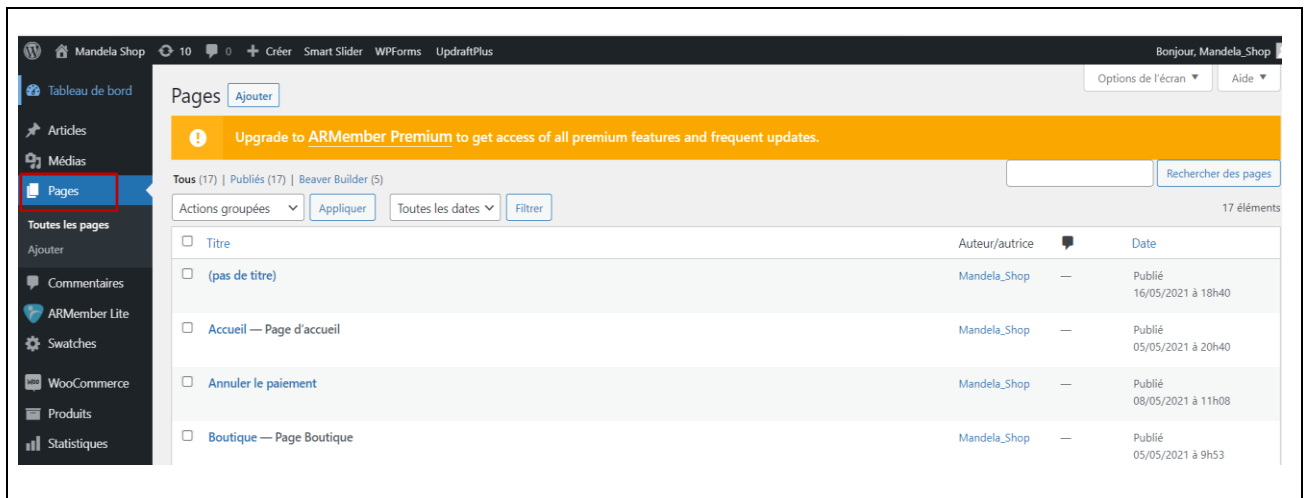 Mandela Shop 10 0 Créer Smart Slider WPForms UpdraftPlus Bonjour, Mandela_Shop
Tableau de bord
Articles
Médias
Pages
Toutes les pages
Ajouter
Commentaires
ARMember Lite
Swatches
WooCommerce
Produits
Statistiques
Options de l'écran ▼ Aide ▼
Pages Ajouter
Upgrade to ARMember Premium to get access of all premium features and frequent updates.
Tous (17) | Publiés (17) | Beaver Builder (5)
Rechercher des pages
Actions groupées Appliquer Toutes les dates Filtrer 17 éléments
Titre Auteur/autrice Date
(pas de titre) Mandela_Shop — Publié
16/05/2021 à 18h40
Accueil — Page d'accueil Mandela_Shop — Publié
05/05/2021 à 20h40
Annuler le paiement Mandela_Shop — Publié
08/05/2021 à 11h08
Boutique — Page Boutique Mandela_Shop — Publié
05/05/2021 à 9h53